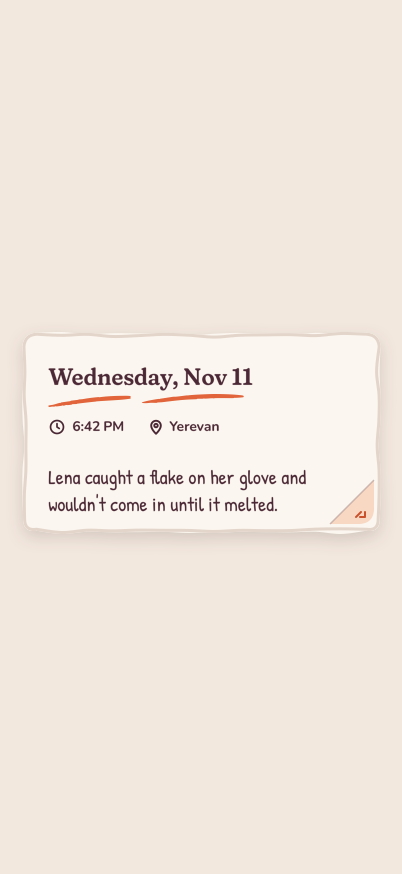 Wednesday, Nov 11
6:42 PM Yerevan
Lena caught a flake on her glove and
wouldn't come in until it melted.